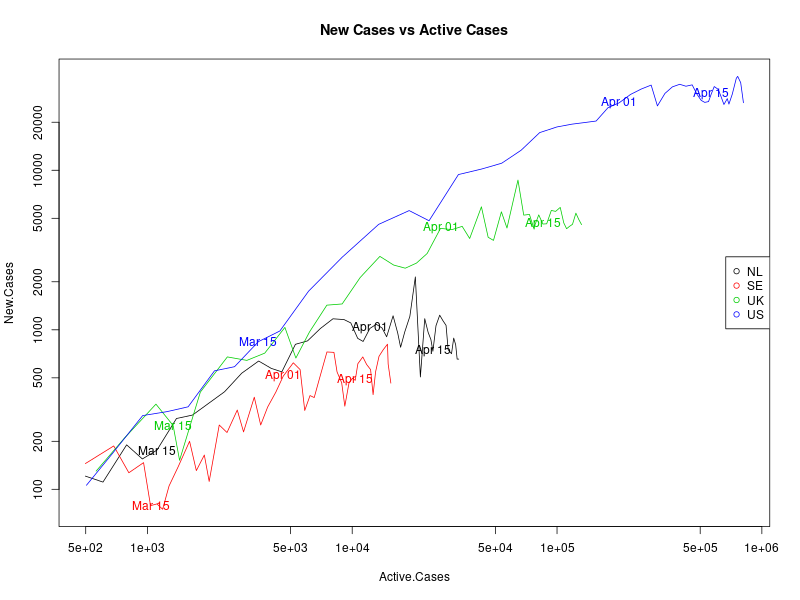 New Cases vs Active Cases
New.Cases
20000
10000
5000
2000
1000
500
200
100
Apr 01
Apr 15
Apr 01
Apr 15
Apr 01
Mar 15
Apr 15
Apr 01
Apr 15
Mar 15
Mar 15
Mar 15
NL
SE
UK
US
5e+02 1e+03 5e+03 1e+04 5e+04 1e+05 5e+05 1e+06
Active.Cases